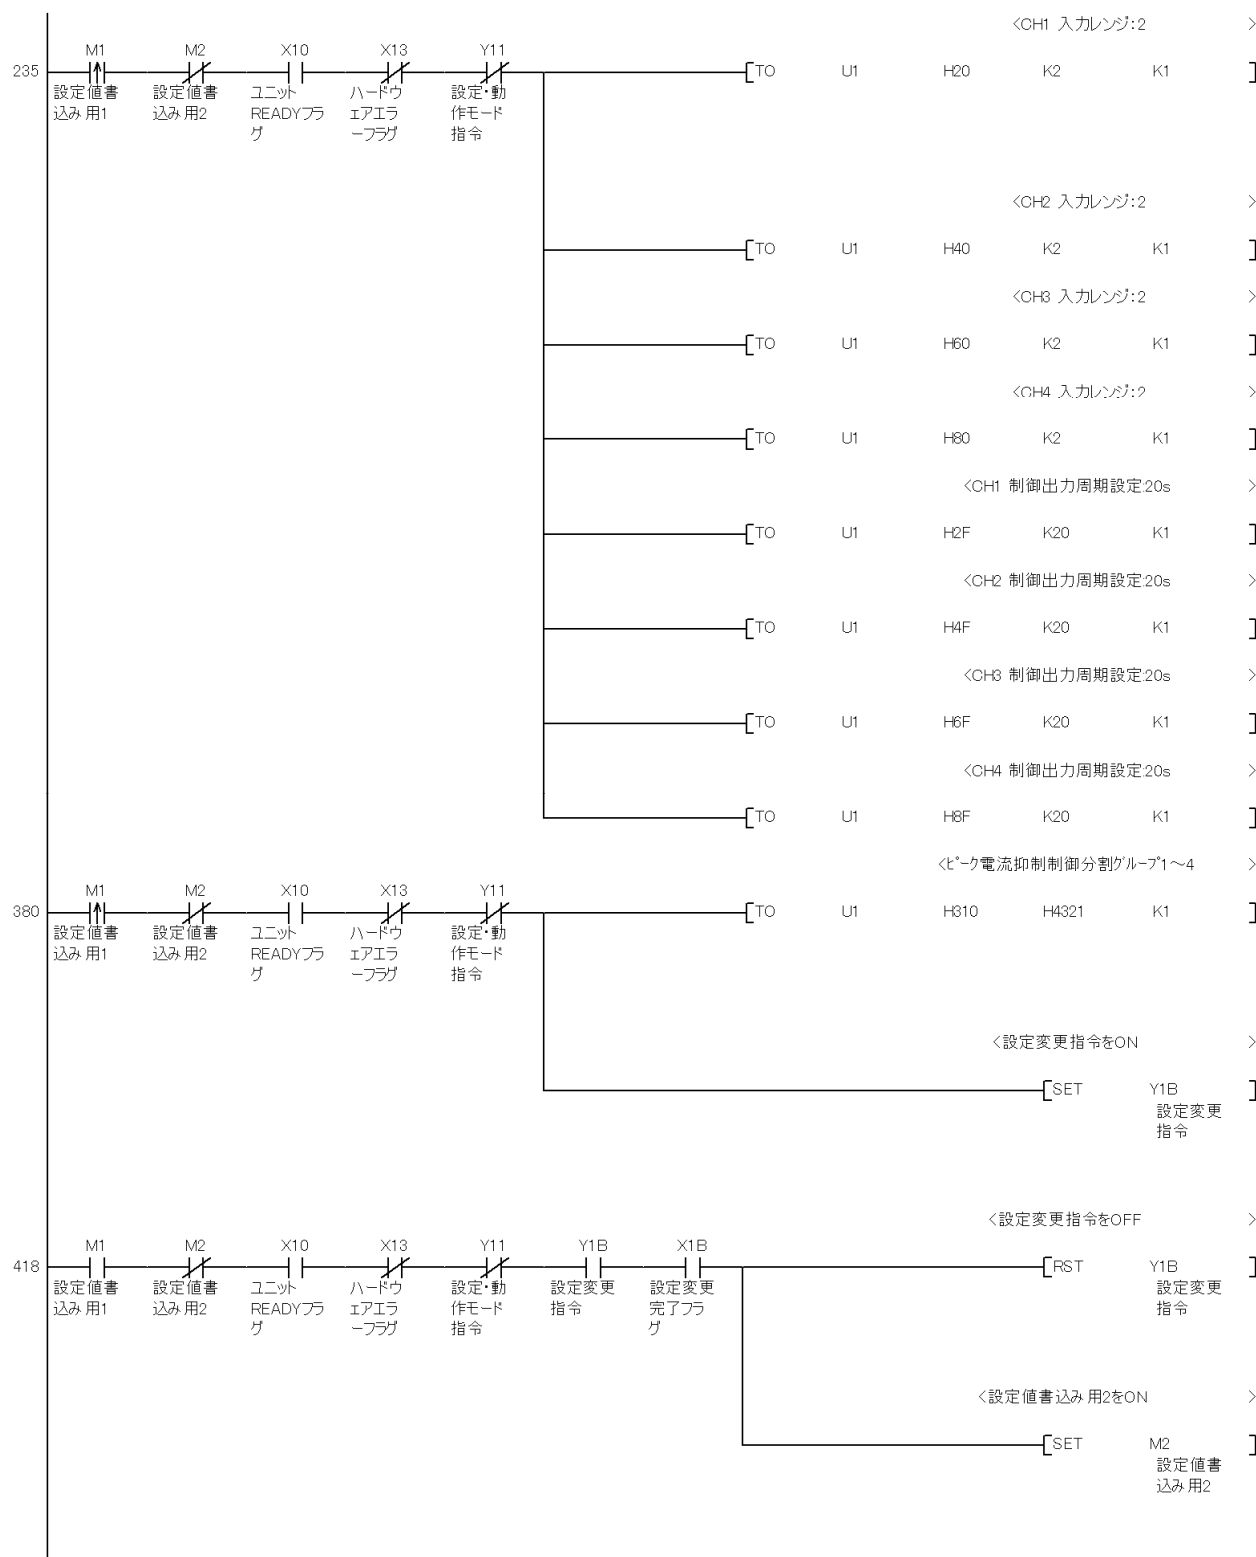 <CH1 入力レンジ:2 >
M1 M2 X10 X13 Y11
235 [TO U1 H20 K2 K1 ]
設定値書 設定値書 ユニット ハードウ 設定・動
込み用1 込み用2 READYフラ ェアエラ 作モード
グ ーフラグ 指令
<CH2 入力レンジ:2 >
[TO U1 H40 K2 K1 ]
<CH3 入力レンジ:2 >
[TO U1 H60 K2 K1 ]
<CH4 入力レンジ:2 >
[TO U1 H80 K2 K1 ]
<CH1 制御出力周期設定:20s >
[TO U1 H2F K20 K1 ]
<CH2 制御出力周期設定:20s >
[TO U1 H4F K20 K1 ]
<CH3 制御出力周期設定:20s >
[TO U1 H6F K20 K1 ]
<CH4 制御出力周期設定:20s >
[TO U1 H8F K20 K1 ]
<ピーク電流抑制制御分割グループ1~4 >
M1 M2 X10 X13 Y11
380 [TO U1 H310 H4321 K1 ]
設定値書 設定値書 ユニット ハードウ 設定・動
込み用1 込み用2 READYフラ ェアエラ 作モード
グ ーフラグ 指令
<設定変更指令をON >
[SET Y1B ]
設定変更
指令
<設定変更指令をOFF >
M1 M2 X10 X13 Y11 Y1B X1B
418 [RST Y1B ]
設定値書 設定値書 ユニット ハードウ 設定・動 設定変更 設定変更 設定変更
込み用1 込み用2 READYフラ ェアエラ 作モード 指令 完了フラ 指令
グ ーフラグ 指令 グ
<設定値書込み用2をON >
[SET M2 ]
設定値書
込み用2